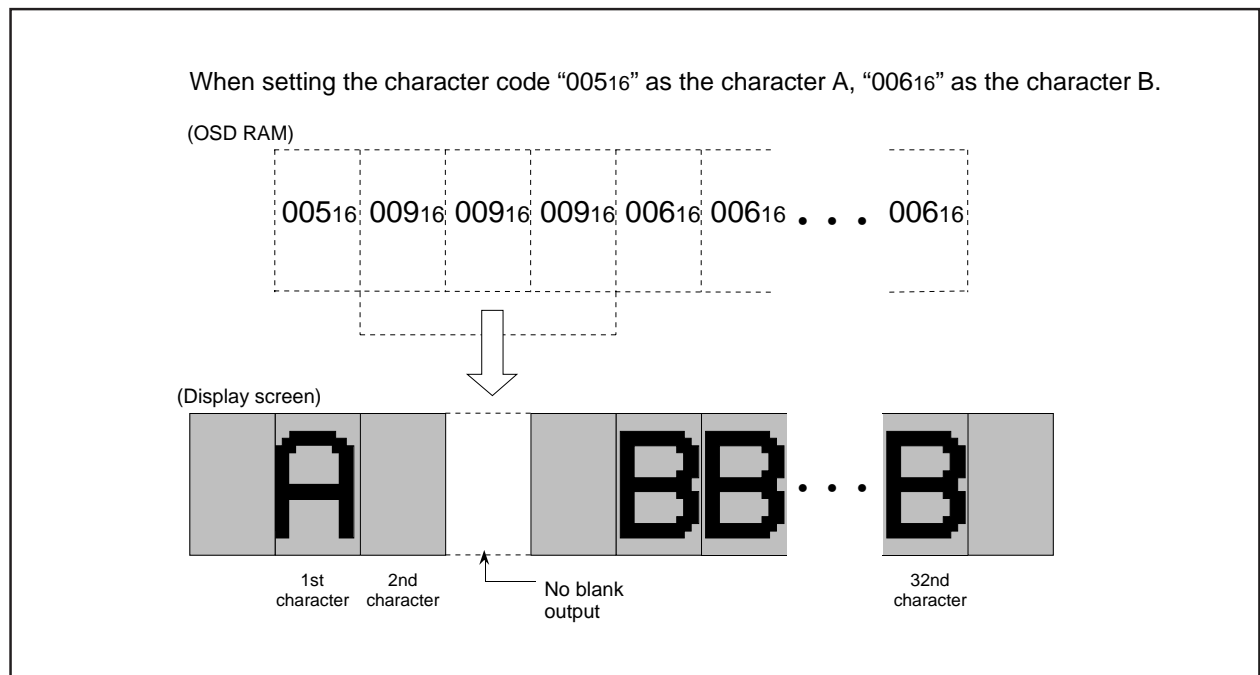 When setting the character code “00516” as the character A, “00616” as the character B.
(OSD RAM)
00516 00916 00916 00916 00616 00616 • • • 00616
(Display screen)
A B B • • • B
1st character 2nd character No blank output 32nd character